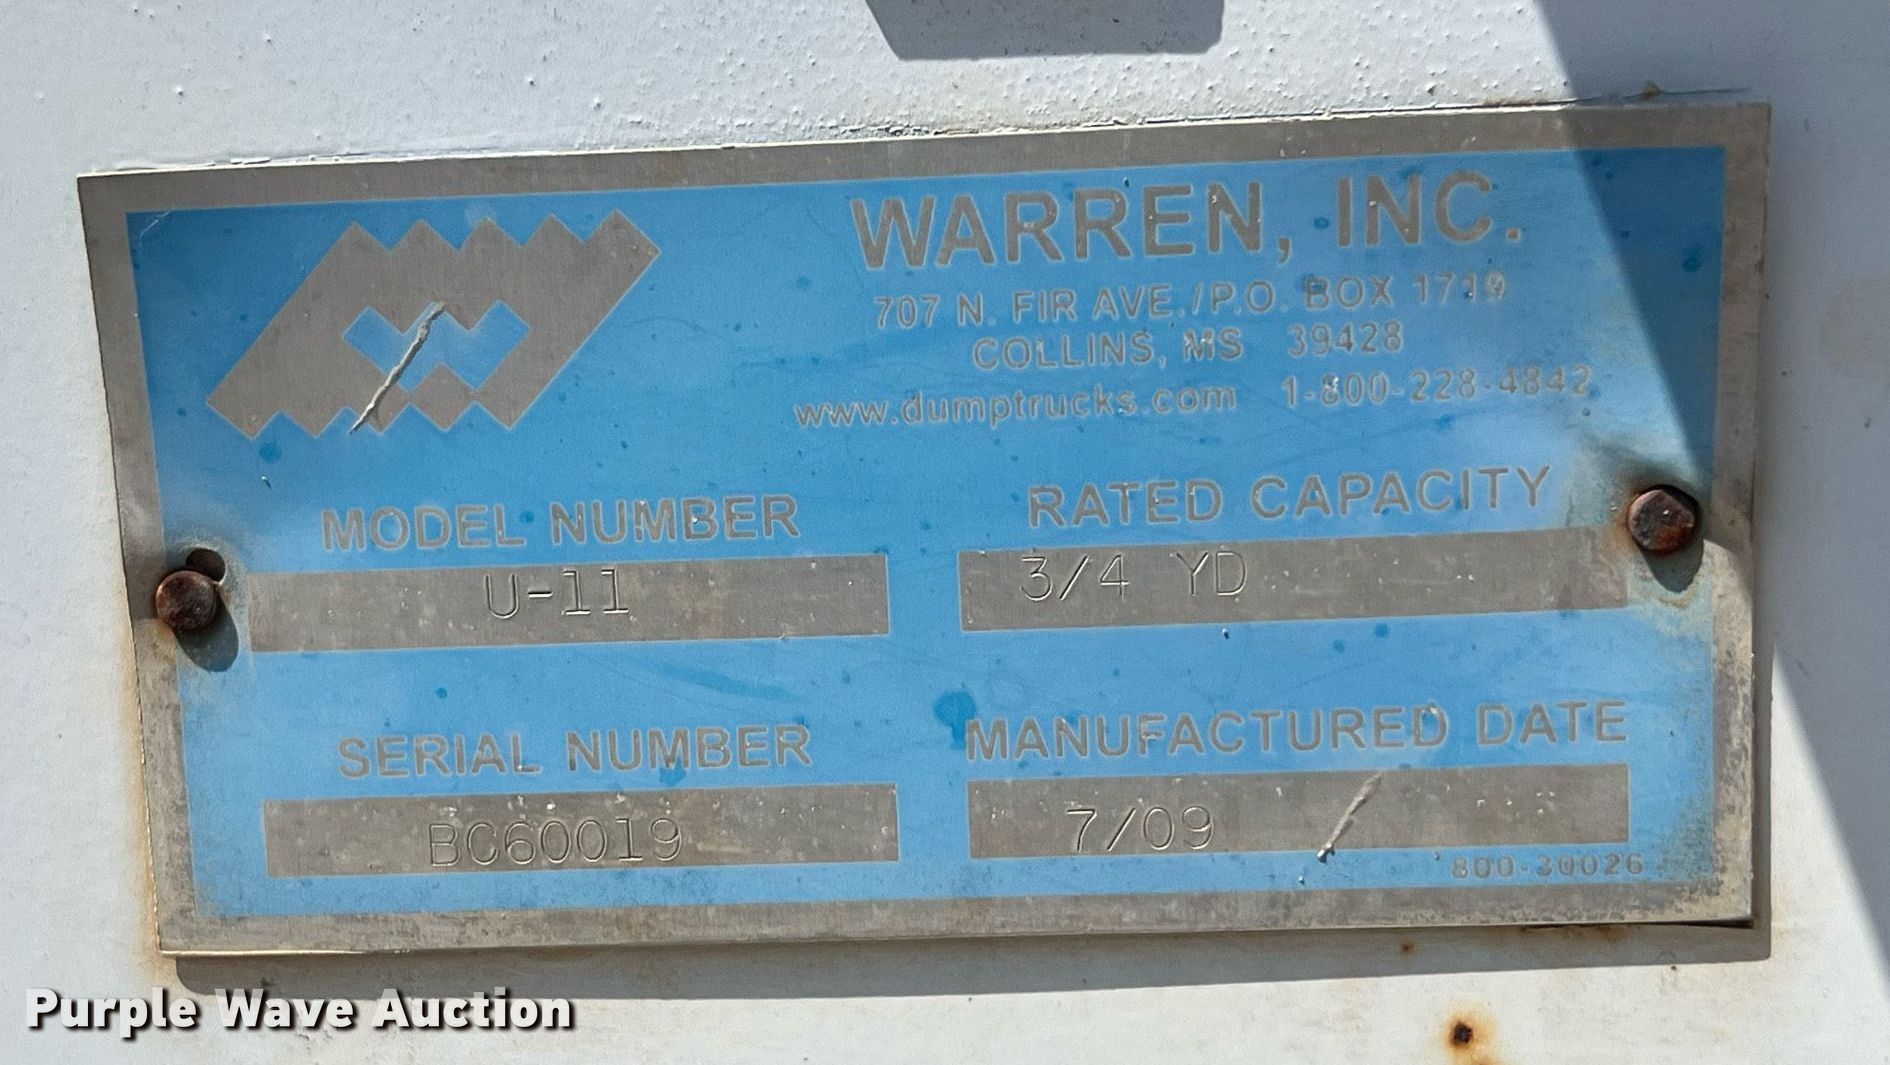 WARREN, INC.
707 N. FIR AVE./P.O. BOX 1719
COLLINS, MS 39428
www.dumptrucks.com 1-800-228-4842
MODEL NUMBER
U-11
RATED CAPACITY
3/4 YD
SERIAL NUMBER
BC60019
MANUFACTURED DATE
7/09
800-30026
Purple Wave Auction